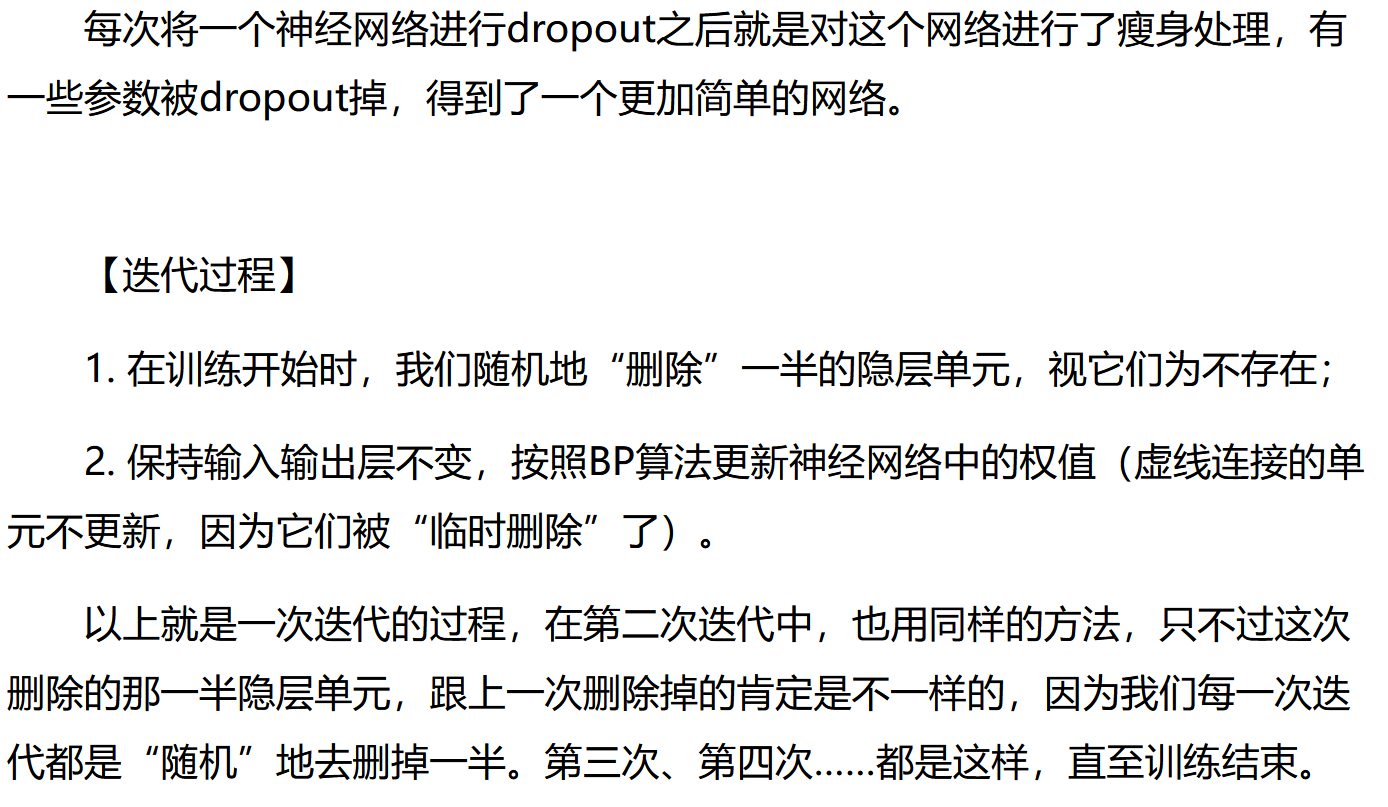 每次将一个神经网络进行dropout之后就是对这个网络进行了瘦身处理，有
一些参数被dropout掉，得到了一个更加简单的网络。
【迭代过程】
1. 在训练开始时，我们随机地“删除”一半的隐层单元，视它们为不存在；
2. 保持输入输出层不变，按照BP算法更新神经网络中的权值（虚线连接的单
元不更新，因为它们被“临时删除”了）。
以上就是一次迭代的过程，在第二次迭代中，也用同样的方法，只不过这次
删除的那一半隐层单元，跟上一次删除掉的肯定是不一样的，因为我们每一次迭
代都是“随机”地去删掉一半。第三次、第四次……都是这样，直至训练结束。